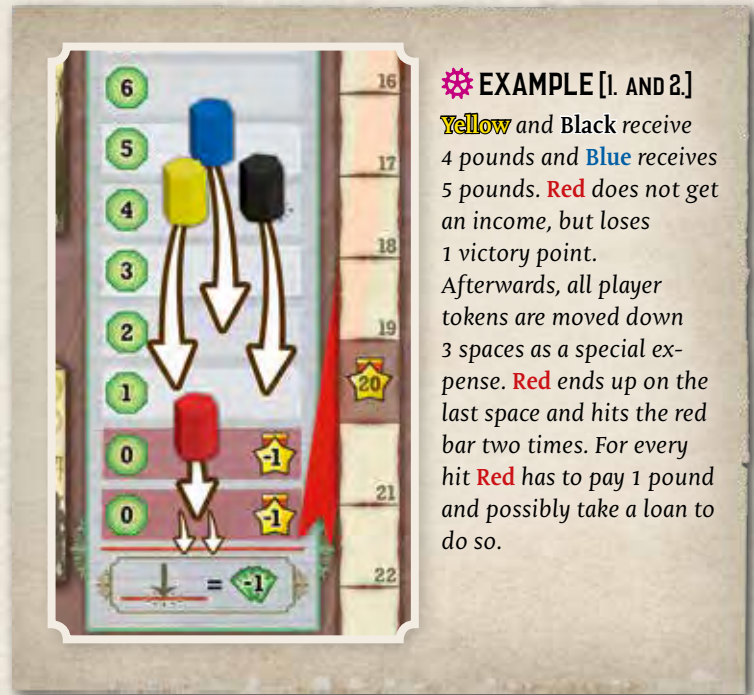 6
5
4
3
2
1
0
-1
0
-1
= -1
16
17
18
19
20
21
22
EXAMPLE [1. AND 2.]
Yellow and Black receive
4 pounds and Blue receives
5 pounds. Red does not get
an income, but loses
1 victory point.
Afterwards, all player
tokens are moved down
3 spaces as a special ex-
pense. Red ends up on the
last space and hits the red
bar two times. For every
hit Red has to pay 1 pound
and possibly take a loan to
do so.